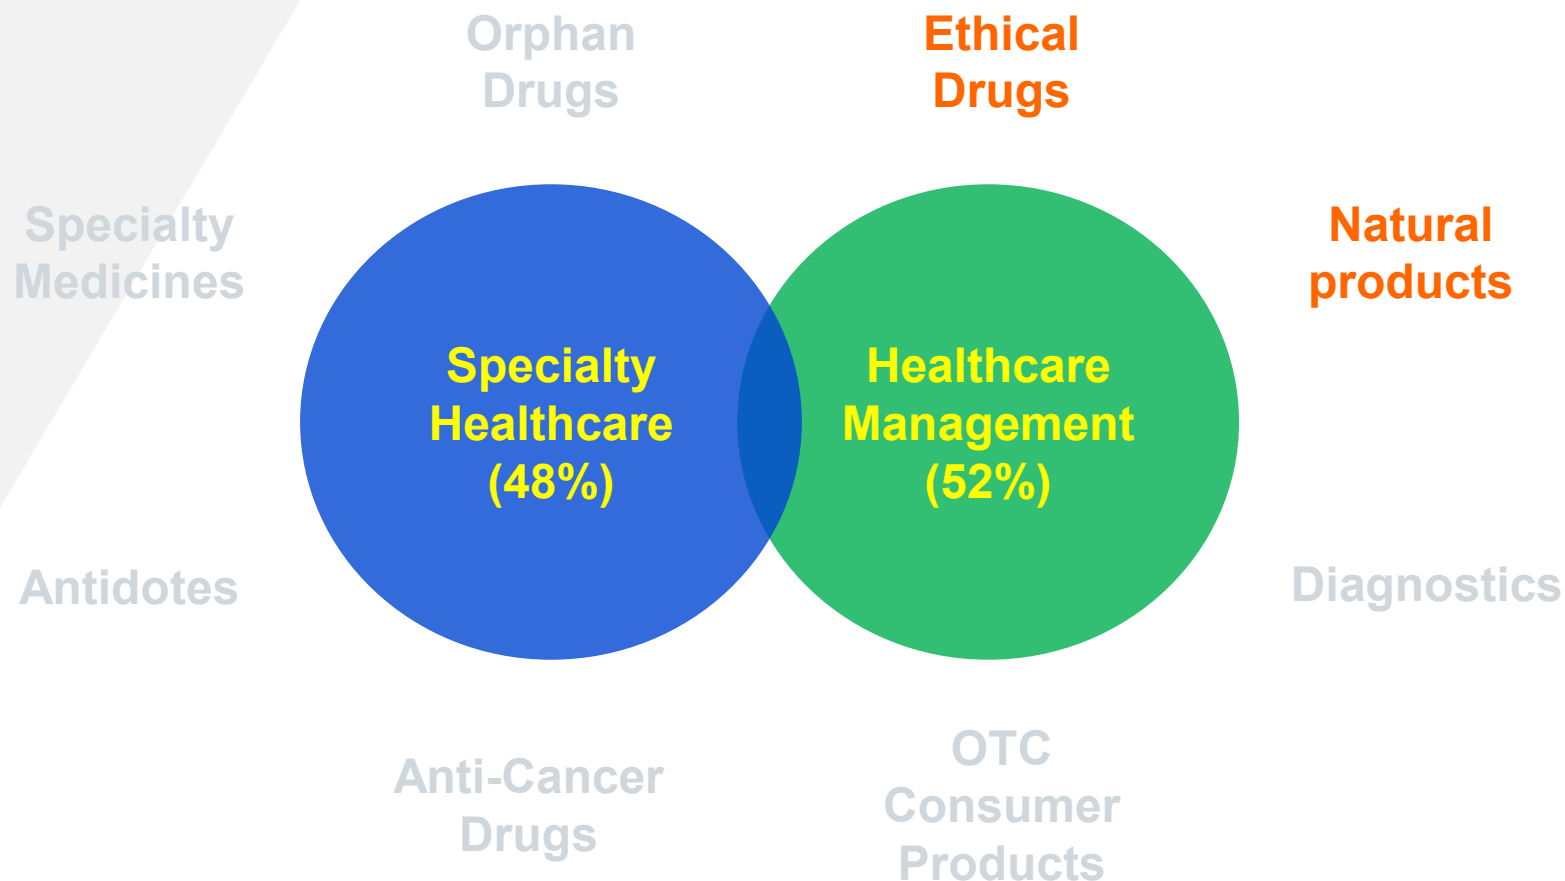 Orphan
Drugs
Ethical
Drugs
Specialty
Medicines
Natural
products
Specialty
Healthcare
(48%)
Healthcare
Management
(52%)
Antidotes
Diagnostics
Anti-Cancer
Drugs
OTC
Consumer
Products